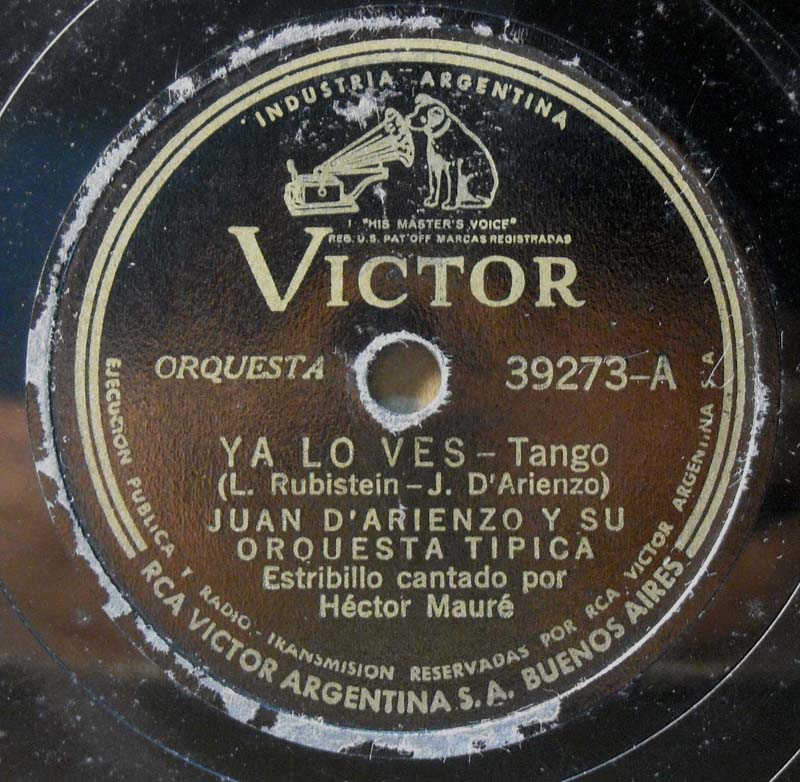 INDUSTRIA ARGENTINA
"HIS MASTER'S VOICE"
REG. U.S. PAT OFF MARCAS REGISTRADAS
VICTOR
ORQUESTA
39273-A
YA LO VES - Tango
(L. Rubistein - J. D'Arienzo)
JUAN D'ARIENZO Y SU
ORQUESTA TIPICA
Estribillo cantado por
Héctor Mauré
EJECUCION PUBLICA Y RADIO-TRANSMISION RESERVADAS POR RCA VICTOR ARGENTINA S.A.
RCA VICTOR ARGENTINA S.A. BUENOS AIRES